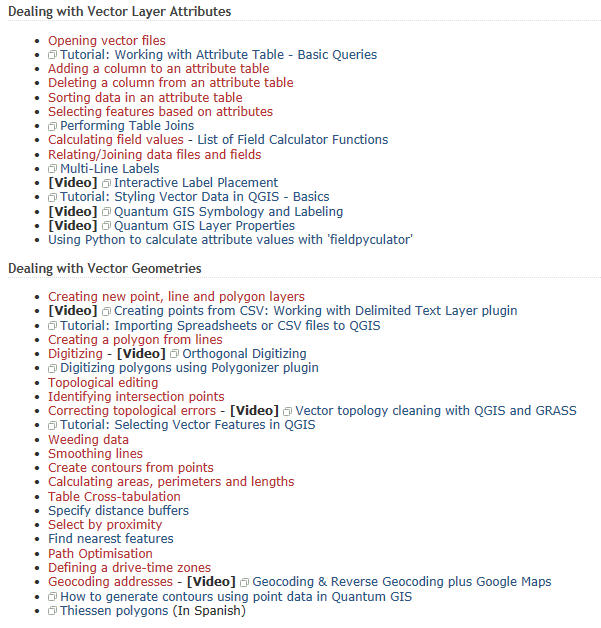 Dealing with Vector Layer Attributes
Opening vector files
Tutorial: Working with Attribute Table - Basic Queries
Adding a column to an attribute table
Deleting a column from an attribute table
Sorting data in an attribute table
Selecting features based on attributes
Performing Table Joins
Calculating field values - List of Field Calculator Functions
Relating/Joining data files and fields
Multi-Line Labels
[Video] Interactive Label Placement
Tutorial: Styling Vector Data in QGIS - Basics
[Video] Quantum GIS Symbology and Labeling
[Video] Quantum GIS Layer Properties
Using Python to calculate attribute values with 'fieldpyculator'
Dealing with Vector Geometries
Creating new point, line and polygon layers
[Video] Creating points from CSV: Working with Delimited Text Layer plugin
Tutorial: Importing Spreadsheets or CSV files to QGIS
Creating a polygon from lines
Digitizing - [Video] Orthogonal Digitizing
Digitizing polygons using Polygonizer plugin
Topological editing
Identifying intersection points
Correcting topological errors - [Video] Vector topology cleaning with QGIS and GRASS
Tutorial: Selecting Vector Features in QGIS
Weeding data
Smoothing lines
Create contours from points
Calculating areas, perimeters and lengths
Table Cross-tabulation
Specify distance buffers
Select by proximity
Find nearest features
Path Optimisation
Defining a drive-time zones
Geocoding addresses - [Video] Geocoding & Reverse Geocoding plus Google Maps
How to generate contours using point data in Quantum GIS
Thiessen polygons (In Spanish)